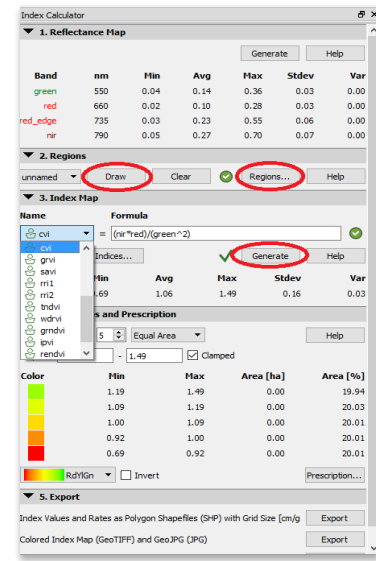 Index Calculator
1. Reflectance Map
Generate Help
Band nm Min Avg Max Stdev Var
green 550 0.04 0.14 0.36 0.03 0.00
red 660 0.02 0.10 0.28 0.03 0.00
red_edge 735 0.03 0.23 0.55 0.06 0.00
nir 790 0.05 0.27 0.70 0.07 0.00
2. Regions
unnamed Draw Clear Regions... Help
3. Index Map
Name Formula
cvi = (nir*red)/(green^2)
cvi
grvi
savi
rri1
rri2
tndvi
wdrvi
grndvi
ipvi
rendvi
Indices... Generate Help
Min Avg Max Stdev Var
.69 1.06 1.49 0.16 0.03
s and Prescription
5 Equal Area Help
- 1.49 Clamped
Color Min Max Area [ha] Area [%]
1.19 1.49 0.00 19.94
1.09 1.19 0.00 20.03
1.00 1.09 0.00 20.01
0.92 1.00 0.00 20.01
0.69 0.92 0.00 20.01
RdYlGn Invert Prescription...
5. Export
Index Values and Rates as Polygon Shapefiles (SHP) with Grid Size [cm/g Export
Colored Index Map (GeoTIFF) and GeoJPG (JPG) Export